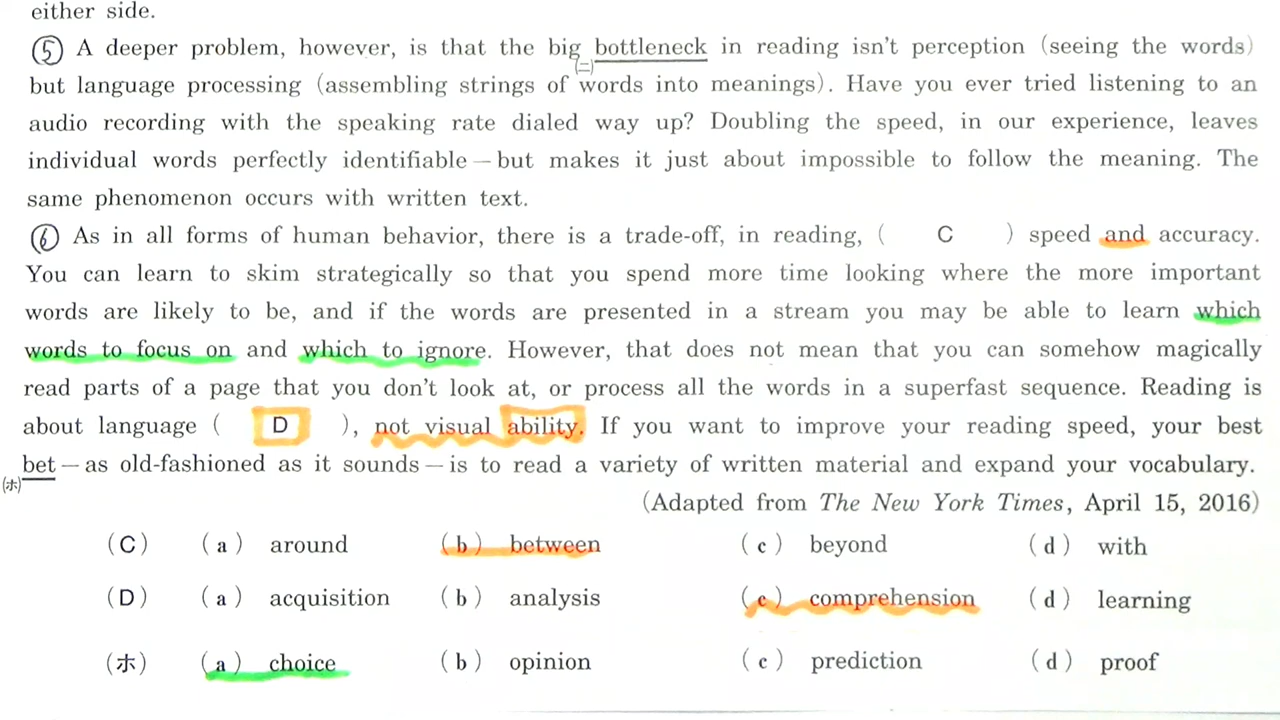 either side.
⑤ A deeper problem, however, is that the big bottleneck in reading isn't perception (seeing the words)
(ニ)
but language processing (assembling strings of words into meanings). Have you ever tried listening to an
audio recording with the speaking rate dialed way up? Doubling the speed, in our experience, leaves
individual words perfectly identifiable—but makes it just about impossible to follow the meaning. The
same phenomenon occurs with written text.
⑥ As in all forms of human behavior, there is a trade-off, in reading, ( C ) speed and accuracy.
You can learn to skim strategically so that you spend more time looking where the more important
words are likely to be, and if the words are presented in a stream you may be able to learn which
words to focus on and which to ignore. However, that does not mean that you can somehow magically
read parts of a page that you don't look at, or process all the words in a superfast sequence. Reading is
about language ( D ), not visual ability. If you want to improve your reading speed, your best
bet—as old-fashioned as it sounds—is to read a variety of written material and expand your vocabulary.
(ホ)
(Adapted from The New York Times, April 15, 2016)
(C) (a) around (b) between (c) beyond (d) with
(D) (a) acquisition (b) analysis (c) comprehension (d) learning
(ホ) (a) choice (b) opinion (c) prediction (d) proof